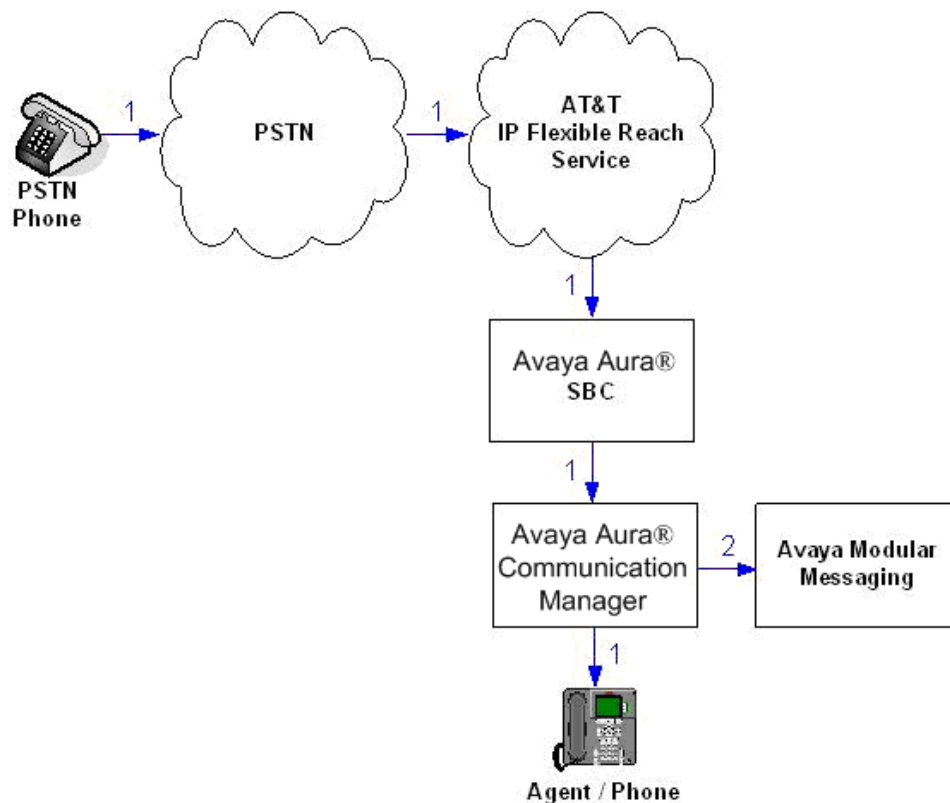 1
1
PSTN
Phone
PSTN
AT&T
IP Flexible Reach
Service
1
Avaya Aura®
SBC
1
Avaya Aura®
Communication
Manager
2
Avaya Modular
Messaging
1
Agent / Phone